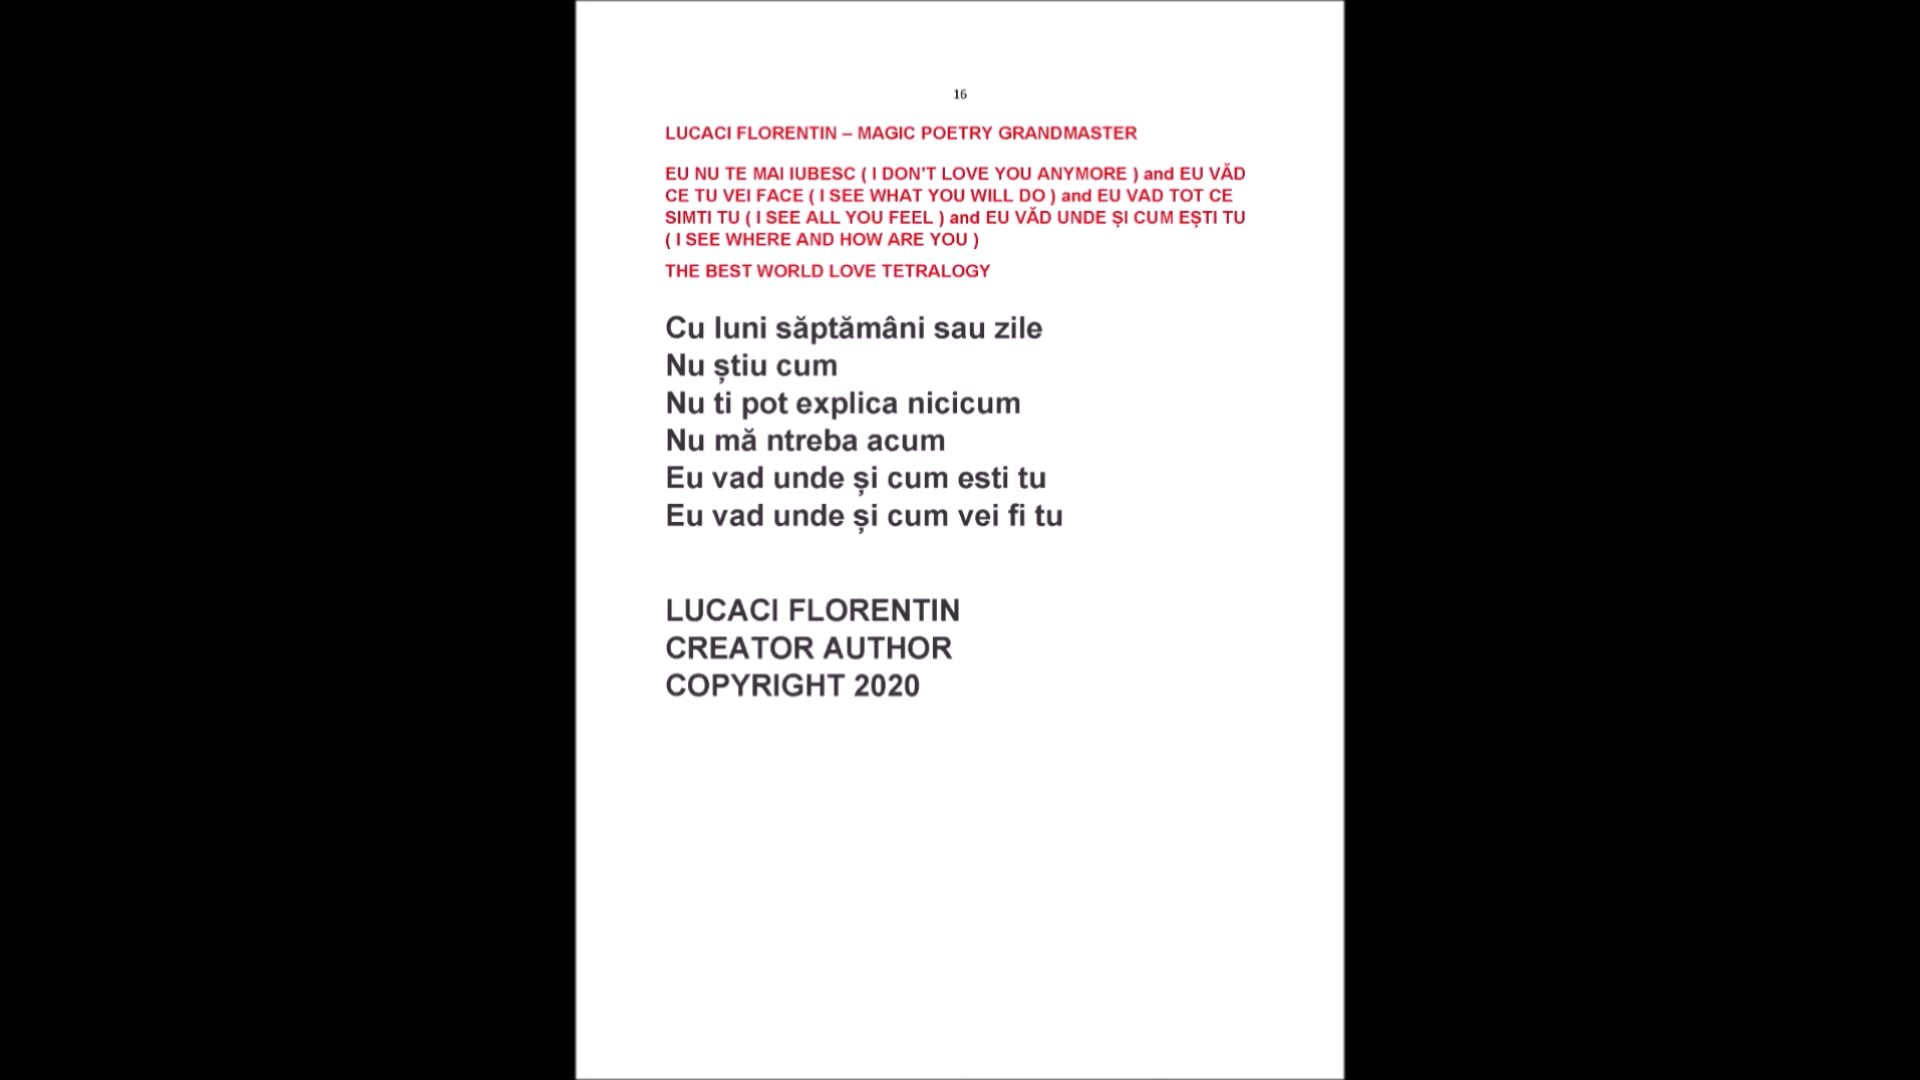 16
LUCACI FLORENTIN – MAGIC POETRY GRANDMASTER
EU NU TE MAI IUBESC ( I DON'T LOVE YOU ANYMORE ) and EU VĂD
CE TU VEI FACE ( I SEE WHAT YOU WILL DO ) and EU VAD TOT CE
SIMTI TU ( I SEE ALL YOU FEEL ) and EU VĂD UNDE ȘI CUM EȘTI TU
( I SEE WHERE AND HOW ARE YOU )
THE BEST WORLD LOVE TETRALOGY
Cu luni săptămâni sau zile
Nu știu cum
Nu ti pot explica nicicum
Nu mă ntreba acum
Eu vad unde și cum esti tu
Eu vad unde și cum vei fi tu
LUCACI FLORENTIN
CREATOR AUTHOR
COPYRIGHT 2020